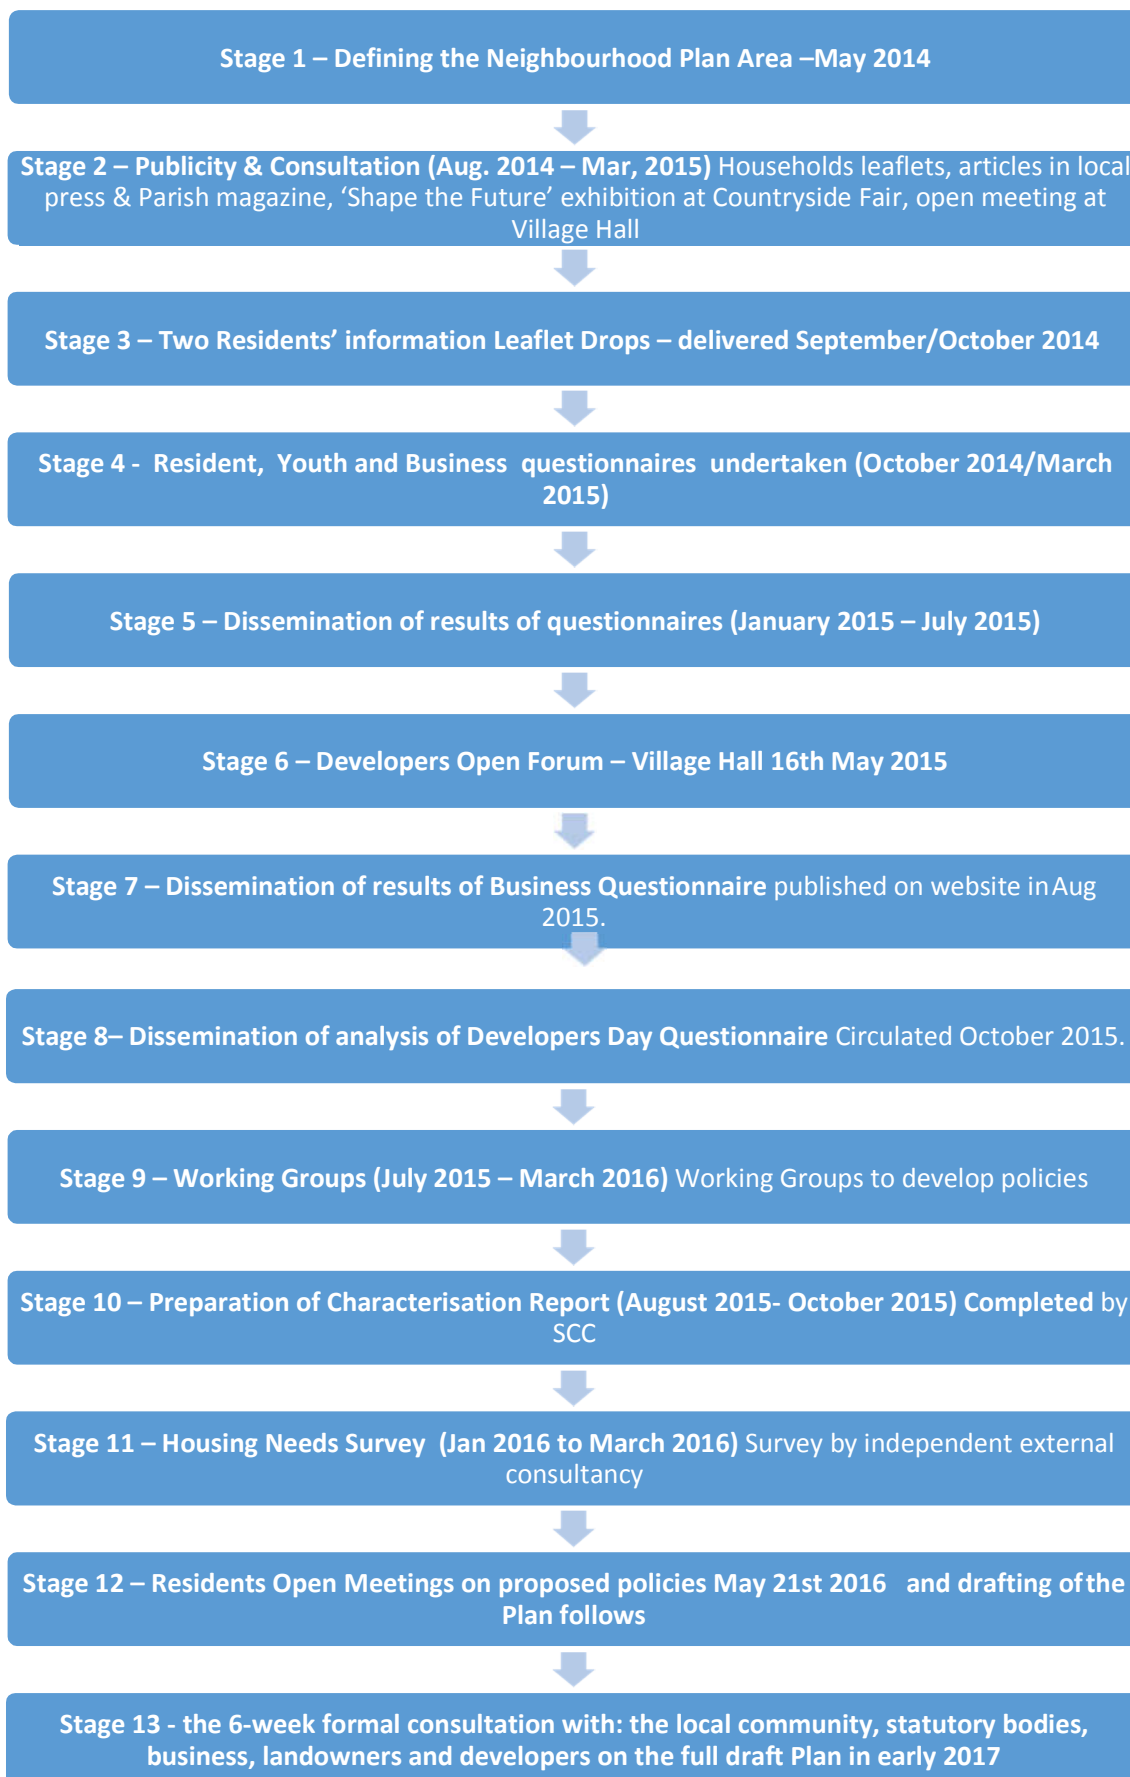 Stage 1 – Defining the Neighbourhood Plan Area –May 2014
Stage 2 – Publicity & Consultation (Aug. 2014 – Mar, 2015) Households leaflets, articles in local
press & Parish magazine, ‘Shape the Future’ exhibition at Countryside Fair, open meeting at
Village Hall
Stage 3 – Two Residents’ information Leaflet Drops – delivered September/October 2014
Stage 4 - Resident, Youth and Business questionnaires undertaken (October 2014/March
2015)
Stage 5 – Dissemination of results of questionnaires (January 2015 – July 2015)
Stage 6 – Developers Open Forum – Village Hall 16th May 2015
Stage 7 – Dissemination of results of Business Questionnaire published on website in Aug
2015.
Stage 8– Dissemination of analysis of Developers Day Questionnaire Circulated October 2015.
Stage 9 – Working Groups (July 2015 – March 2016) Working Groups to develop policies
Stage 10 – Preparation of Characterisation Report (August 2015- October 2015) Completed by
SCC
Stage 11 – Housing Needs Survey (Jan 2016 to March 2016) Survey by independent external
consultancy
Stage 12 – Residents Open Meetings on proposed policies May 21st 2016 and drafting of the
Plan follows
Stage 13 - the 6-week formal consultation with: the local community, statutory bodies,
business, landowners and developers on the full draft Plan in early 2017